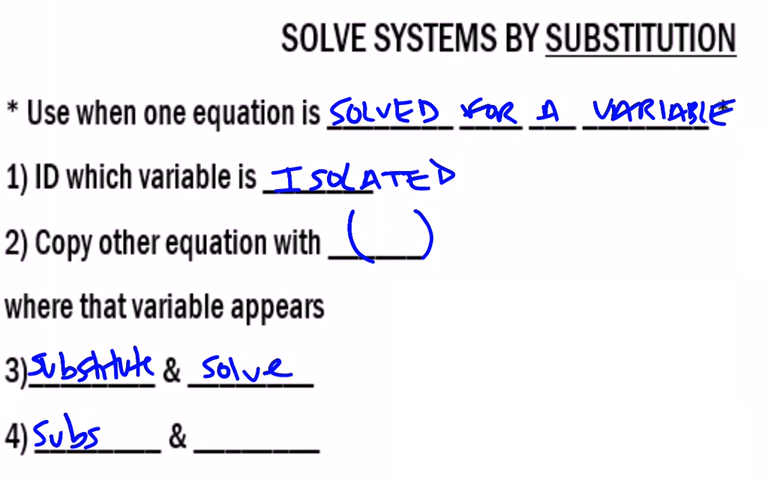 SOLVE SYSTEMS BY SUBSTITUTION
* Use when one equation is SOLVED FOR A VARIABLE*
1) ID which variable is ISOLATED
2) Copy other equation with ( )
where that variable appears
3) substitute & solve
4) subs &